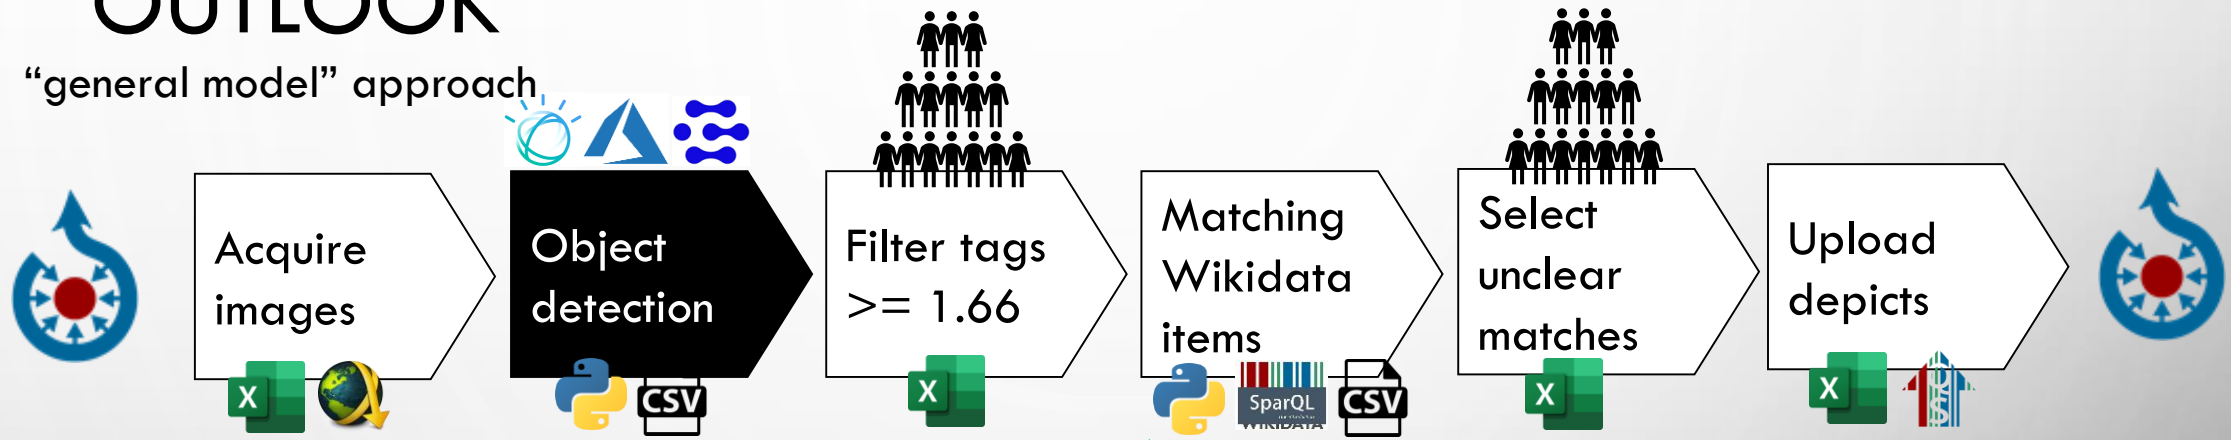 OUTLOOK
“general model” approach
Acquire
images
X
Object
detection
CSV
Filter tags
>= 1.66
X
Matching
Wikidata
items
SparQL
WIKIDATA
CSV
Select
unclear
matches
X
Upload
depicts
X